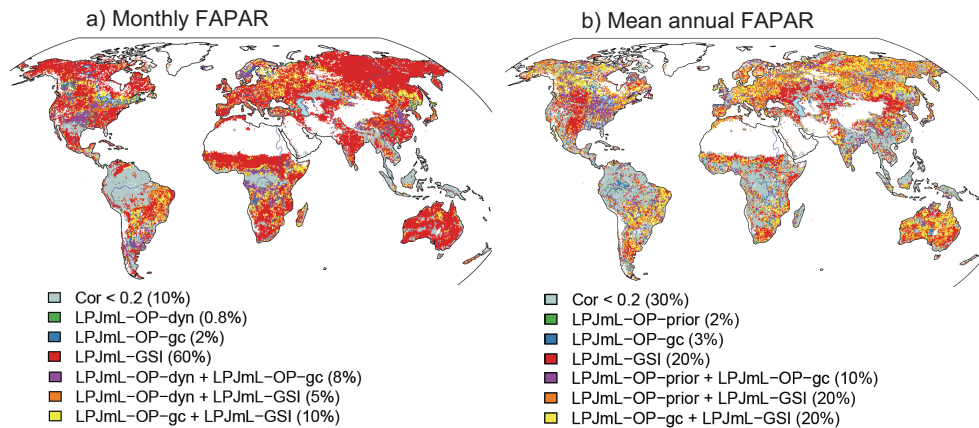 a) Monthly FAPAR
Cor < 0.2 (10%)
LPJmL−OP−dyn (0.8%)
LPJmL−OP−gc (2%)
LPJmL−GSI (60%)
LPJmL−OP−dyn + LPJmL−OP−gc (8%)
LPJmL−OP−dyn + LPJmL−GSI (5%)
LPJmL−OP−gc + LPJmL−GSI (10%)
b) Mean annual FAPAR
Cor < 0.2 (30%)
LPJmL−OP−prior (2%)
LPJmL−OP−gc (3%)
LPJmL−GSI (20%)
LPJmL−OP−prior + LPJmL−OP−gc (10%)
LPJmL−OP−prior + LPJmL−GSI (20%)
LPJmL−OP−gc + LPJmL−GSI (20%)